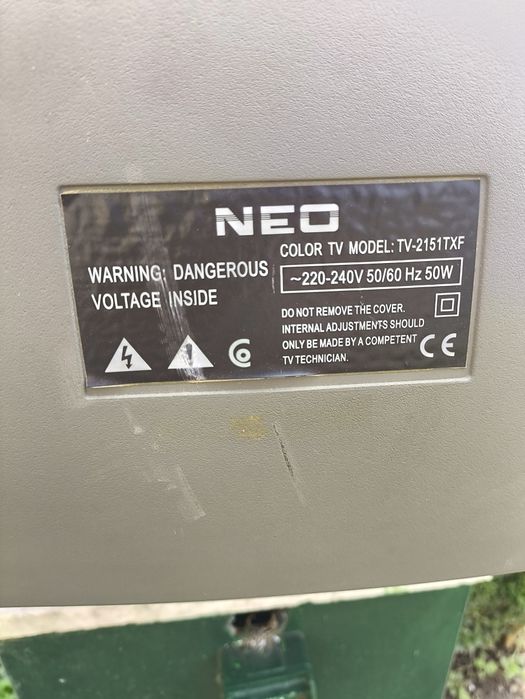 NEO
COLOR TV MODEL: TV-2151TXF
WARNING: DANGEROUS
VOLTAGE INSIDE
~220-240V 50/60 Hz 50W
DO NOT REMOVE THE COVER.
INTERNAL ADJUSTMENTS SHOULD
ONLY BE MADE BY A COMPETENT
TV TECHNICIAN.
CE